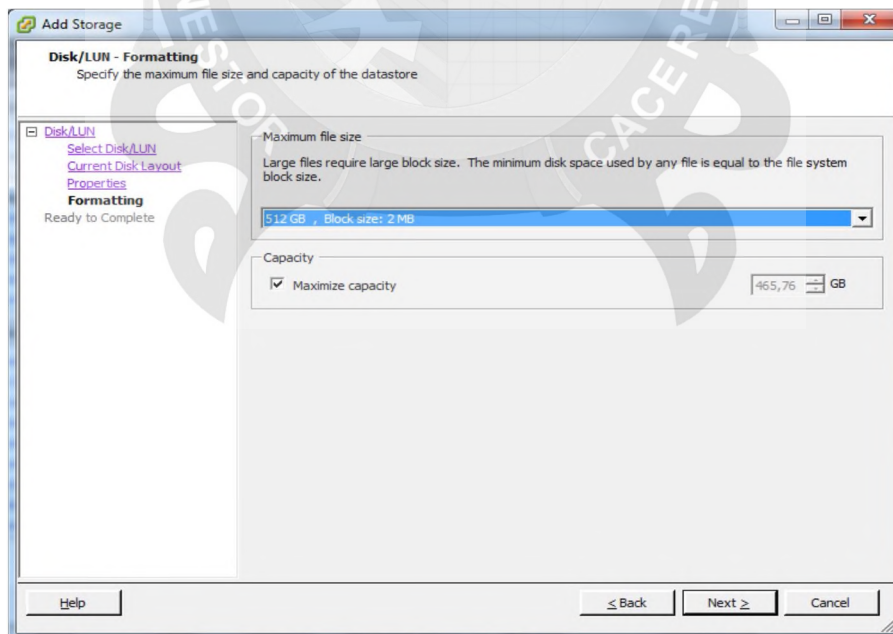 Add Storage
Disk/LUN - Formatting
Specify the maximum file size and capacity of the datastore
Disk/LUN
Select Disk/LUN
Current Disk Layout
Properties
Formatting
Ready to Complete
Maximum file size
Large files require large block size. The minimum disk space used by any file is equal to the file system
block size.
512 GB , Block size: 2 MB
Capacity
Maximize capacity
465,76 GB
Help
< Back
Next >
Cancel